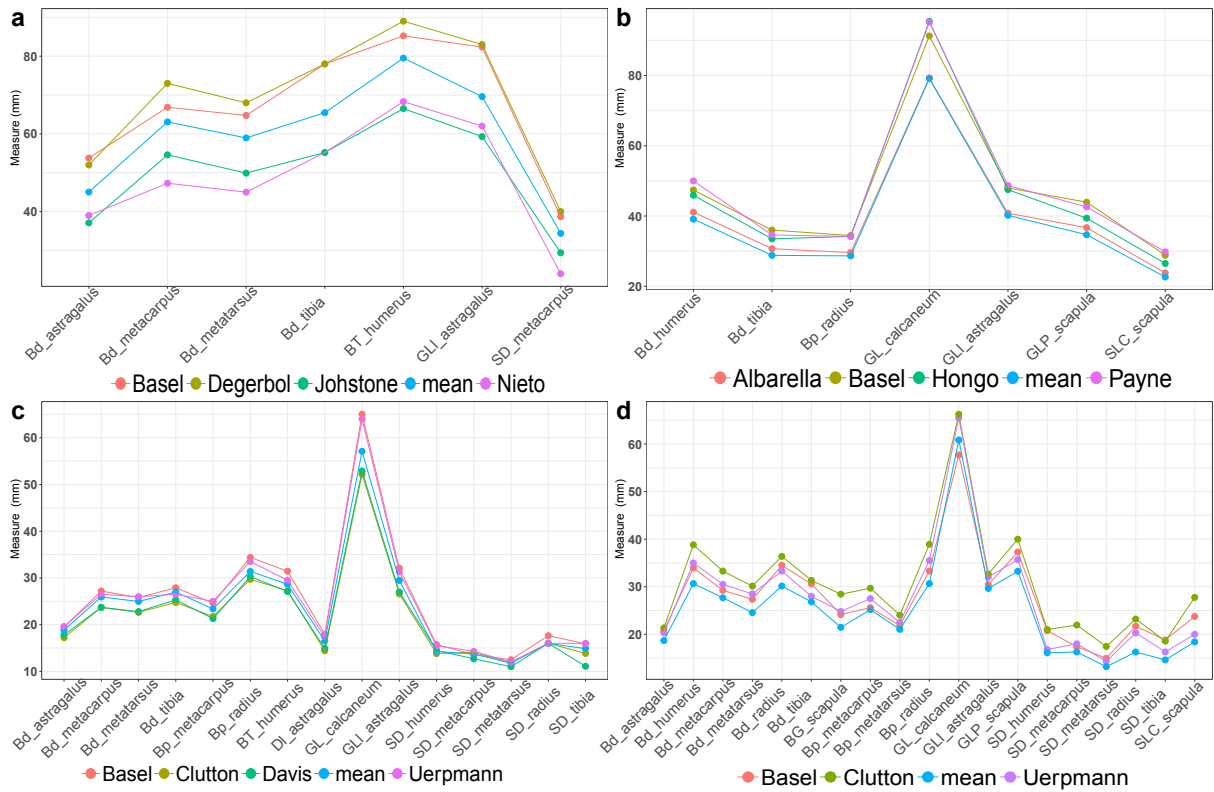 a
Measure (mm)
80
60
40
Bd_astragalus
Bd_metacarpus
Bd_metatarsus
Bd_tibia
BT_humerus
GLI_astragalus
SD_metacarpus
Basel Degerbol Johstone mean Nieto
b
Measure (mm)
80
60
40
20
Bd_humerus
Bd_tibia
Bp_radius
GL_calcaneum
GLI_astragalus
GLP_scapula
SLC_scapula
Albarella Basel Hongo mean Payne
c
Measure (mm)
60
50
40
30
20
10
Bd_astragalus
Bd_metacarpus
Bd_metatarsus
Bd_tibia
Bp_metacarpus
Bp_radius
BT_humerus
Dl_astragalus
GL_calcaneum
GLI_astragalus
SD_humerus
SD_metacarpus
SD_metatarsus
SD_radius
SD_tibia
Basel Clutton Davis mean Uerpmann
d
Measure (mm)
60
50
40
30
20
Bd_astragalus
Bd_humerus
Bd_metacarpus
Bd_metatarsus
Bd_radius
Bd_tibia
BG_scapula
Bp_metacarpus
Bp_metatarsus
Bp_radius
GL_calcaneum
GLI_astragalus
GLP_scapula
SD_humerus
SD_metacarpus
SD_metatarsus
SD_radius
SD_tibia
SLC_scapula
Basel Clutton mean Uerpmann